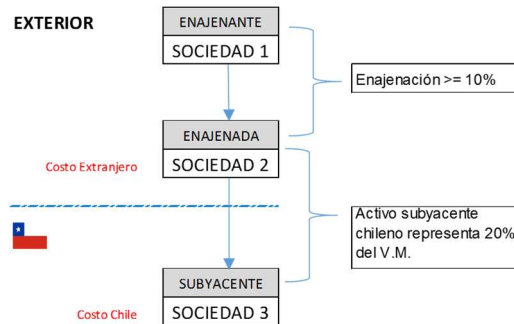 EXTERIOR
ENAJENANTE
SOCIEDAD 1
Enajenación >= 10%
ENAJENADA
SOCIEDAD 2
Costo Extranjero
Activo subyacente
chileno representa 20%
del V.M.
SUBYACENTE
SOCIEDAD 3
Costo Chile